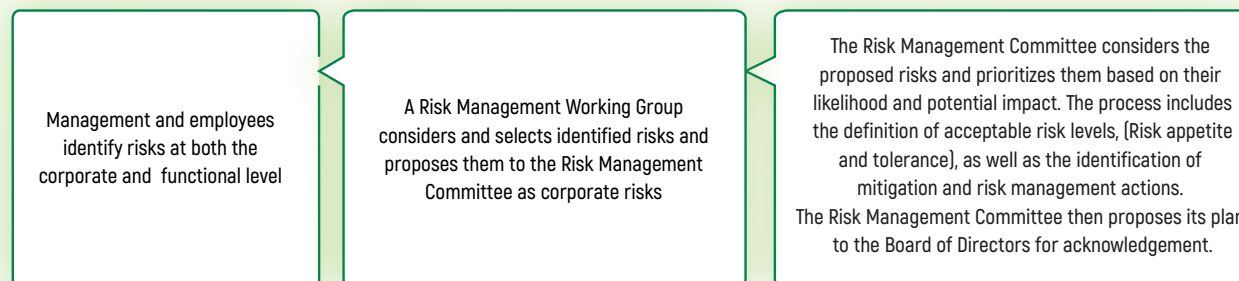 Management and employees
identify risks at both the
corporate and functional level
A Risk Management Working Group
considers and selects identified risks and
proposes them to the Risk Management
Committee as corporate risks
The Risk Management Committee considers the
proposed risks and prioritizes them based on their
likelihood and potential impact. The process includes
the definition of acceptable risk levels, (Risk appetite
and tolerance), as well as the identification of
mitigation and risk management actions.
The Risk Management Committee then proposes its plan
to the Board of Directors for acknowledgement.